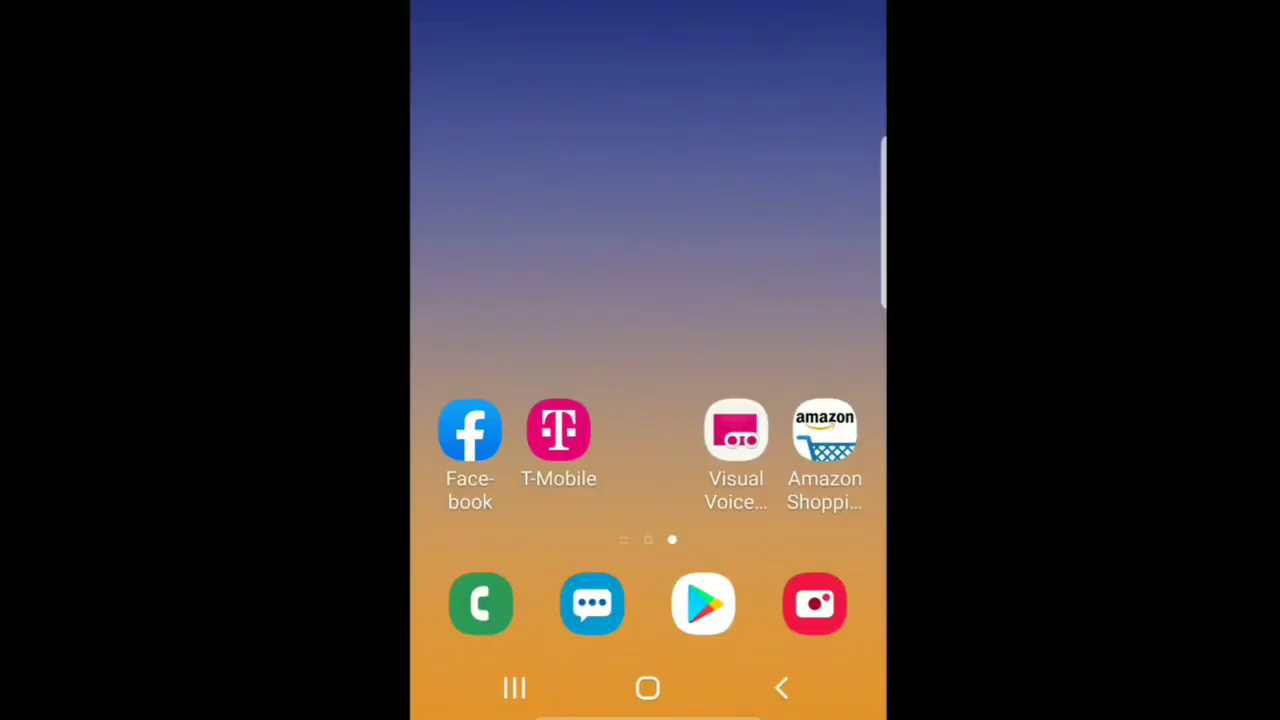 amazon
Face-
book
T-Mobile
Visual
Voice...
Amazon
Shoppi...